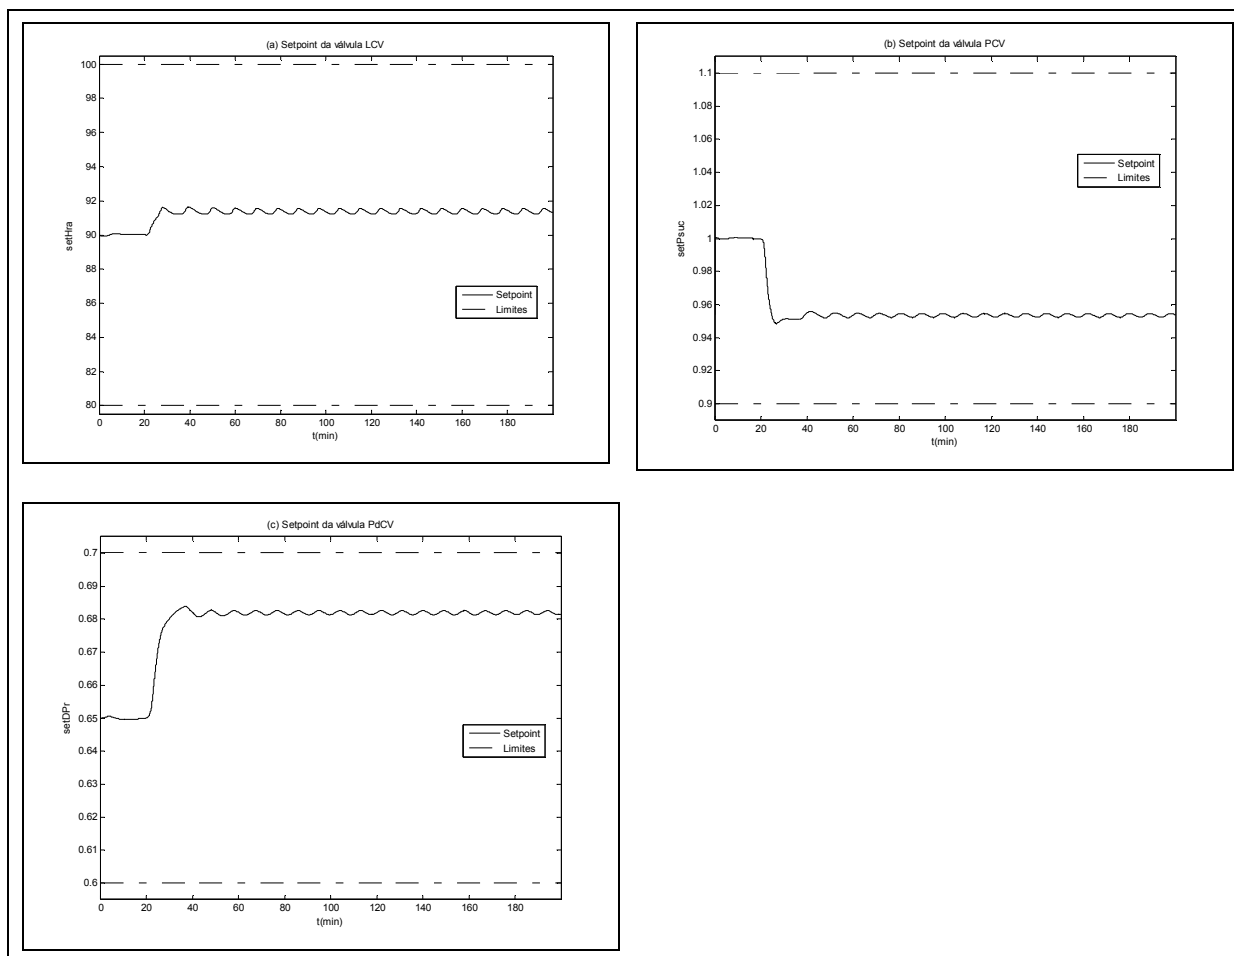 (a) Setpoint da válvula LCV
100
98
96
94
92
90
88
86
84
82
80
setHra
Setpoint
Limites
0 20 40 60 80 100 120 140 160 180
t(min)
(b) Setpoint da válvula PCV
1.1
1.08
1.06
1.04
1.02
1
0.98
0.96
0.94
0.92
0.9
setPsuc
Setpoint
Limites
0 20 40 60 80 100 120 140 160 180
t(min)
(c) Setpoint da válvula PdCV
0.7
0.69
0.68
0.67
0.66
0.65
0.64
0.63
0.62
0.61
0.6
setDPr
Setpoint
Limites
0 20 40 60 80 100 120 140 160 180
t(min)